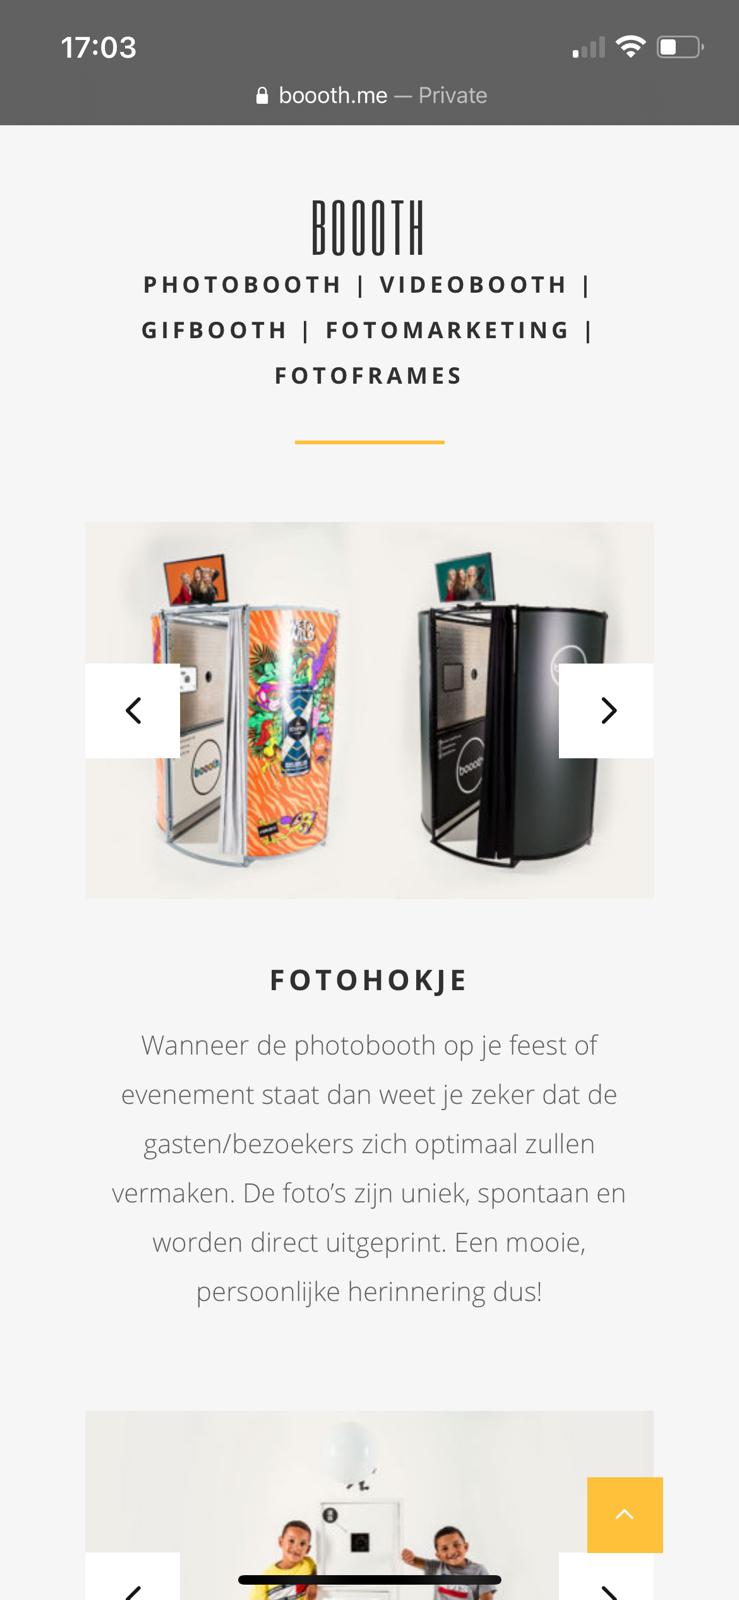 17:03
boooth.me — Private
BOOOTH
PHOTOBOOTH | VIDEOBOOTH |
GIFBOOTH | FOTOMARKETING |
FOTOFRAMES
boooth
boooth
FOTOHOKJE
Wanneer de photobooth op je feest of
evenement staat dan weet je zeker dat de
gasten/bezoekers zich optimaal zullen
vermaken. De foto’s zijn uniek, spontaan en
worden direct uitgeprint. Een mooie,
persoonlijke herinnering dus!